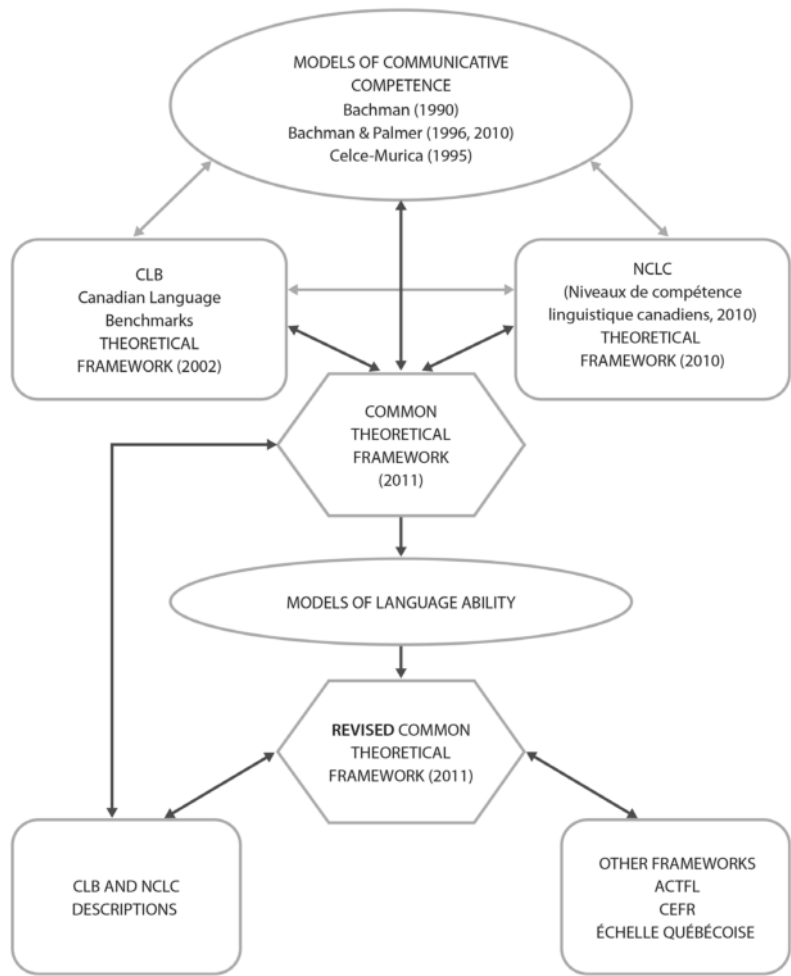 MODELS OF COMMUNICATIVE
COMPETENCE
Bachman (1990)
Bachman & Palmer (1996, 2010)
Celce-Murica (1995)
CLB
Canadian Language
Benchmarks
THEORETICAL
FRAMEWORK (2002)
NCLC
(Niveaux de compétence
linguistique canadiens, 2010)
THEORETICAL
FRAMEWORK (2010)
COMMON
THEORETICAL
FRAMEWORK
(2011)
MODELS OF LANGUAGE ABILITY
REVISED COMMON
THEORETICAL
FRAMEWORK (2011)
CLB AND NCLC
DESCRIPTIONS
OTHER FRAMEWORKS
ACTFL
CEFR
ÉCHELLE QUÉBÉCOISE